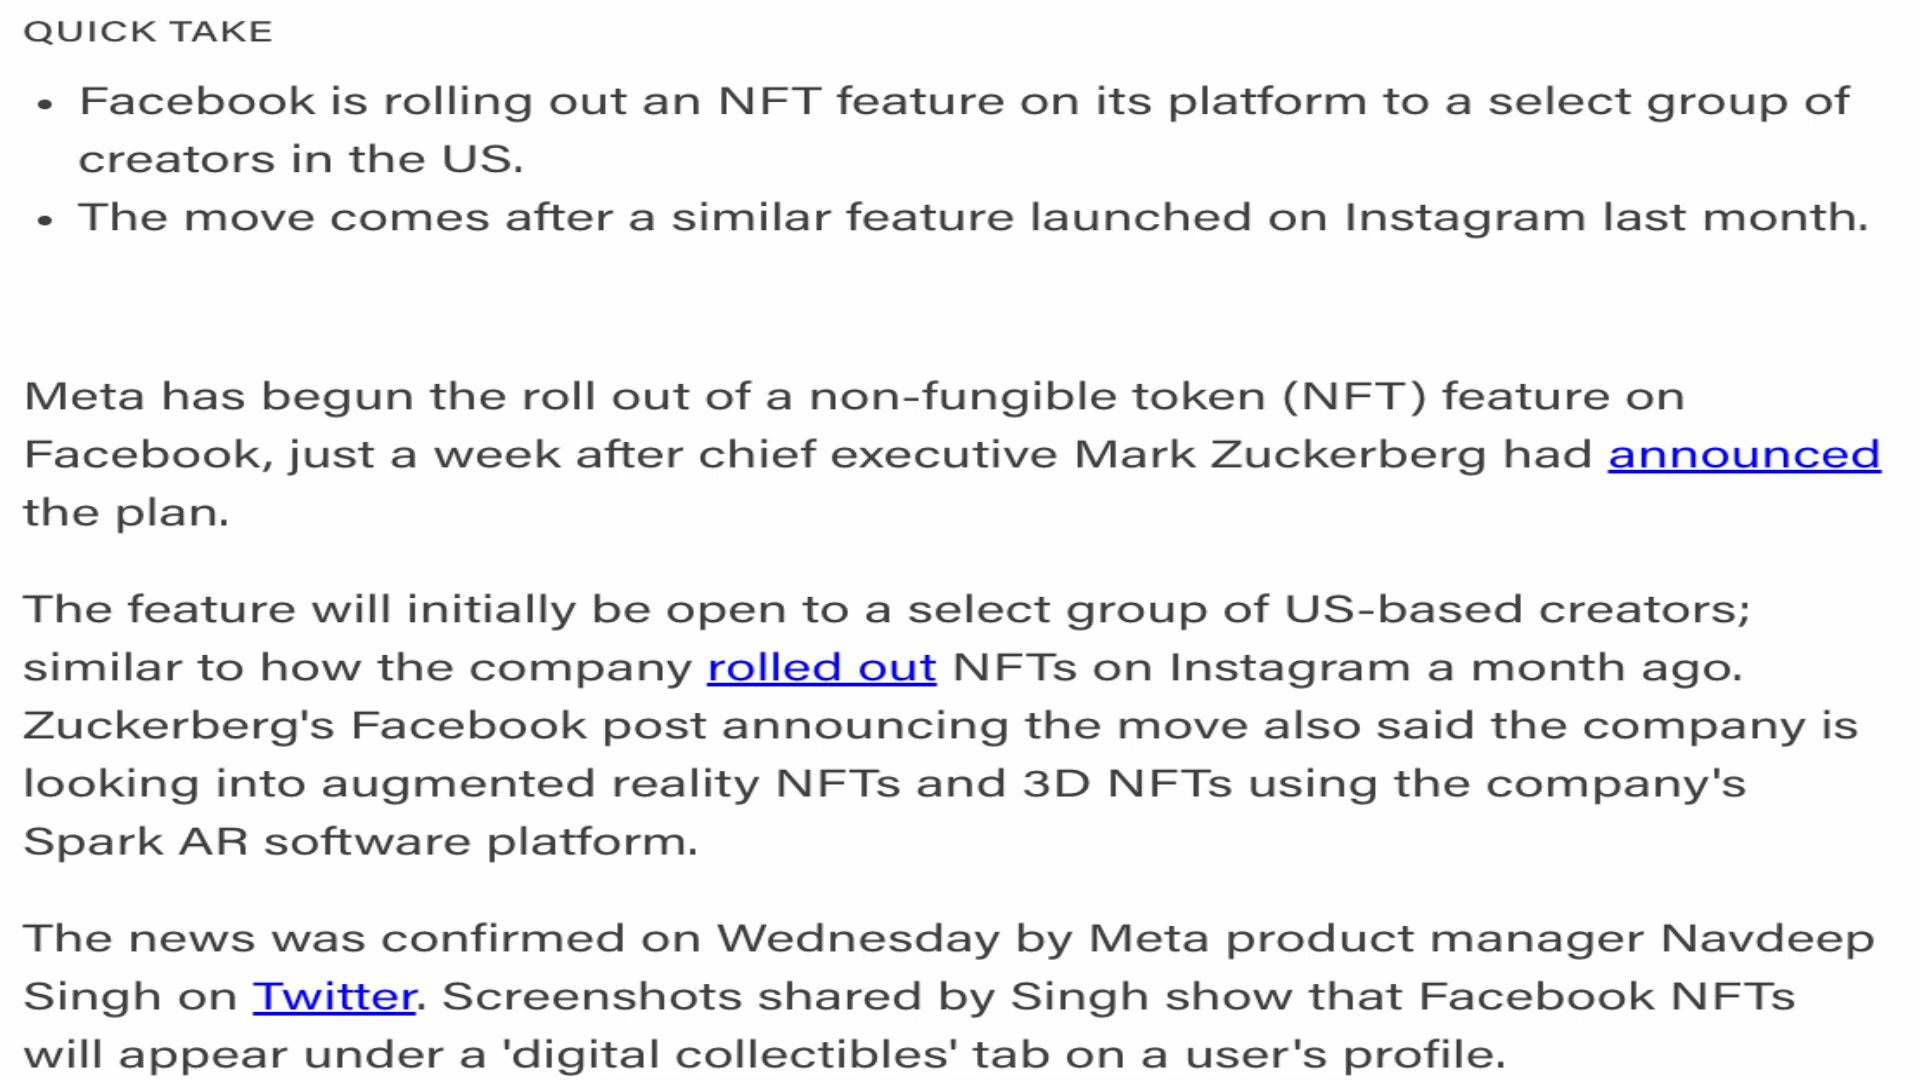 QUICK TAKE
• Facebook is rolling out an NFT feature on its platform to a select group of
creators in the US.
• The move comes after a similar feature launched on Instagram last month.
Meta has begun the roll out of a non-fungible token (NFT) feature on
Facebook, just a week after chief executive Mark Zuckerberg had announced
the plan.
The feature will initially be open to a select group of US-based creators;
similar to how the company rolled out NFTs on Instagram a month ago.
Zuckerberg's Facebook post announcing the move also said the company is
looking into augmented reality NFTs and 3D NFTs using the company's
Spark AR software platform.
The news was confirmed on Wednesday by Meta product manager Navdeep
Singh on Twitter. Screenshots shared by Singh show that Facebook NFTs
will appear under a 'digital collectibles' tab on a user's profile.